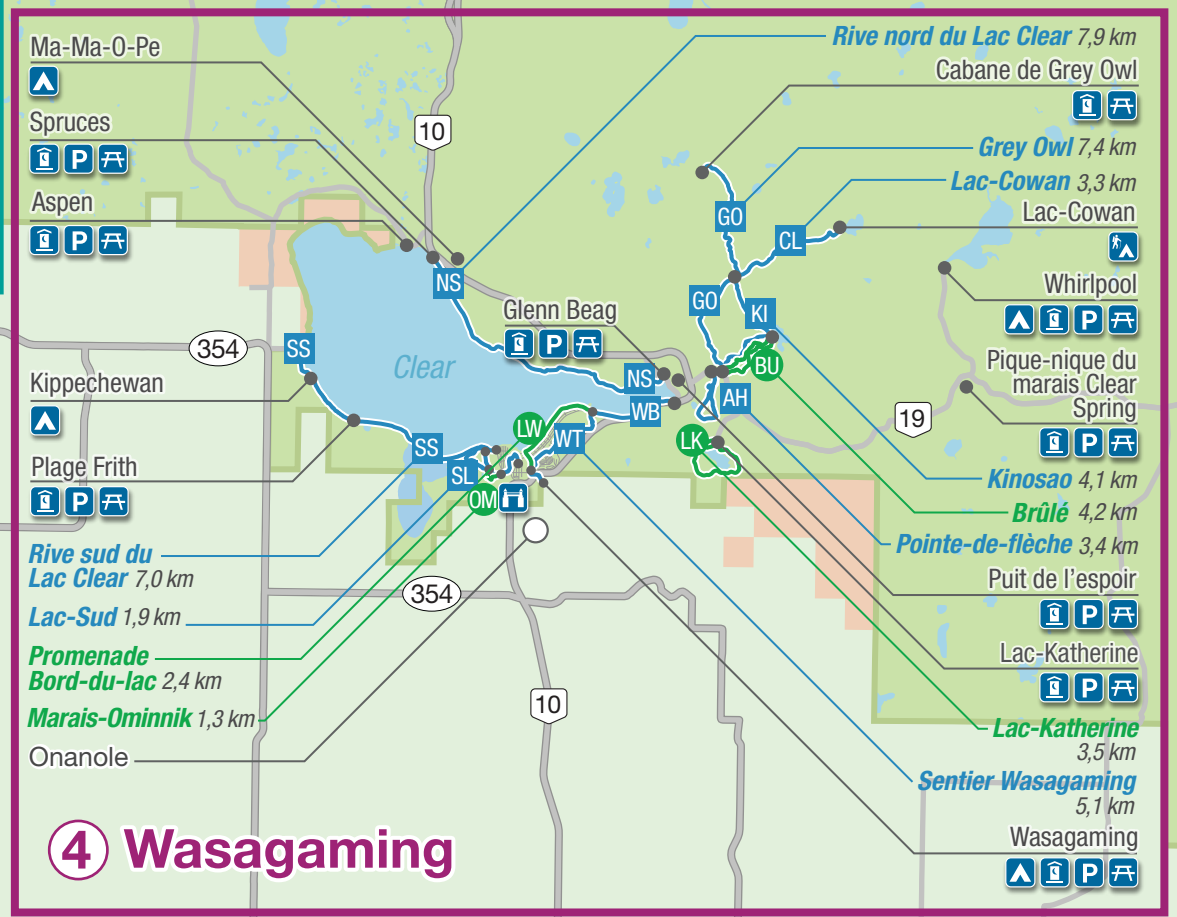 Ma-Ma-O-Pe
Spruces
P
Aspen
P
354
Kippechewan
Plage Frith
P
Rive sud du
Lac Clear 7,0 km
Lac-Sud 1,9 km
Promenade
Bord-du-lac 2,4 km
Marais-Ominnik 1,3 km
Onanole
4 Wasagaming
10
NS
Clear
Glenn Beag
P
NS
WB
SS
SS
SL
OM
LW
WT
354
10
GO
CL
GO
KI
BU
AH
LK
19
Rive nord du Lac Clear 7,9 km
Cabane de Grey Owl
Grey Owl 7,4 km
Lac-Cowan 3,3 km
Lac-Cowan
Whirlpool
P
Pique-nique du
marais Clear
Spring
P
Kinosao 4,1 km
Brûlé 4,2 km
Pointe-de-flèche 3,4 km
Puit de l'espoir
P
Lac-Katherine
P
Lac-Katherine
3,5 km
Sentier Wasagaming
5,1 km
Wasagaming
P